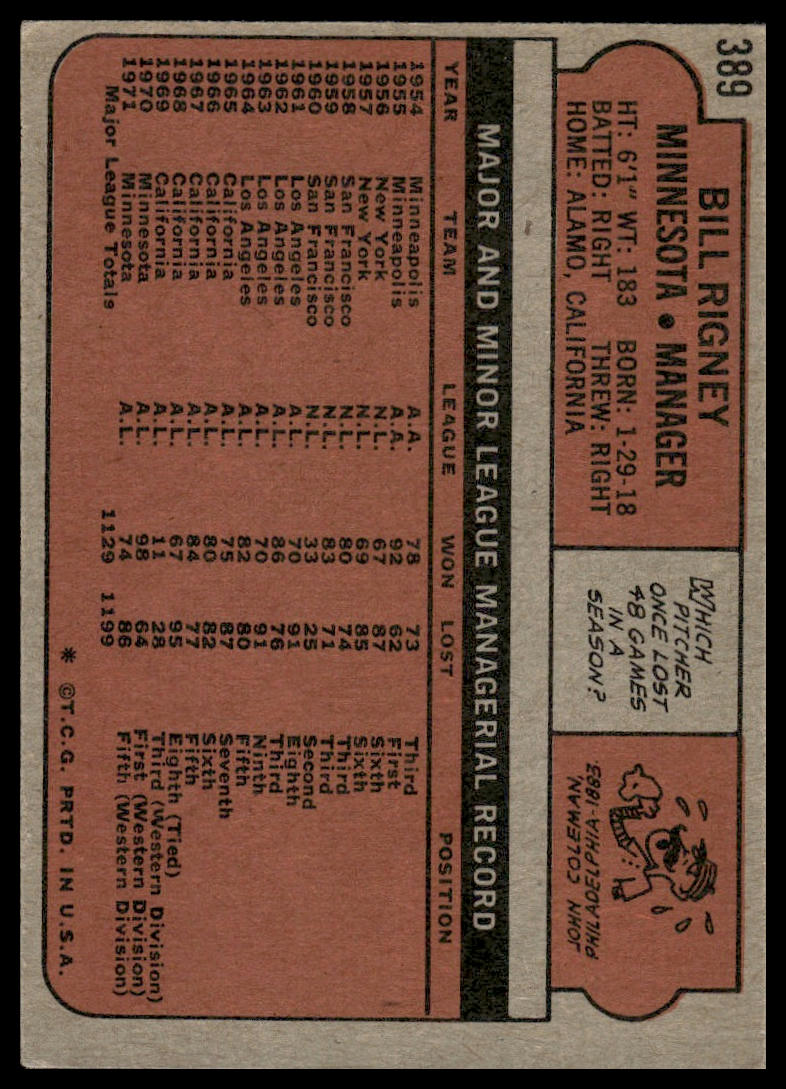 389
BILL RIGNEY
MINNESOTA • MANAGER
HT: 6'1" WT: 183 BORN: 1-29-18
BATTED: RIGHT THREW: RIGHT
HOME: ALAMO, CALIFORNIA
WHICH
PITCHER
ONCE LOST
48 GAMES
IN A
SEASON?
JOHN COLEMAN,
PHILADELPHIA-1883
MAJOR AND MINOR LEAGUE MANAGERIAL RECORD
YEAR TEAM LEAGUE WON LOST POSITION
1954 Minneapolis A.A. 78 73 Third
1955 Minneapolis A.A. 92 62 First
1956 New York N.L. 67 87 Sixth
1957 New York N.L. 69 85 Sixth
1958 San Francisco N.L. 80 74 Third
1959 San Francisco N.L. 83 71 Third
1960 San Francisco N.L. 33 25 Second
1961 Los Angeles A.L. 70 91 Eighth
1962 Los Angeles A.L. 86 76 Third
1963 Los Angeles A.L. 70 91 Ninth
1964 Los Angeles A.L. 82 80 Fifth
1965 California A.L. 75 87 Seventh
1966 California A.L. 80 82 Sixth
1967 California A.L. 84 77 Fifth
1968 California A.L. 67 95 Eighth (Tied)
1969 California A.L. 11 28 Third (Western Division)
1970 Minnesota A.L. 98 64 First (Western Division)
1971 Minnesota A.L. 74 86 Fifth (Western Division)
Major League Totals 1129 1199
* ©T.C.G. PRTD. IN U.S.A.